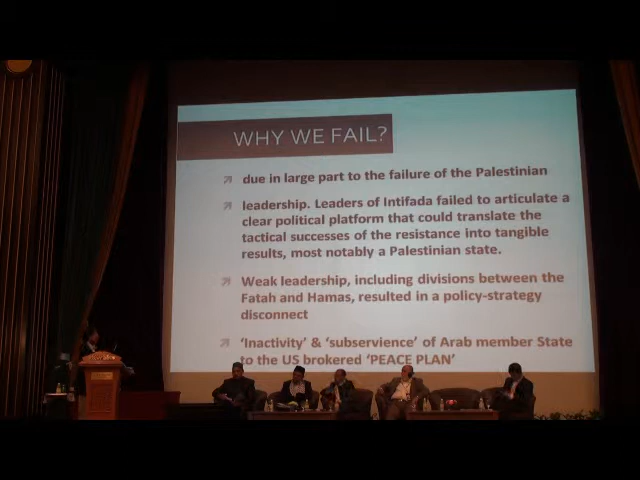 WHY WE FAIL?
due in large part to the failure of the Palestinian
leadership. Leaders of Intifada failed to articulate a
clear political platform that could translate the
tactical successes of the resistance into tangible
results, most notably a Palestinian state.
Weak leadership, including divisions between the
Fatah and Hamas, resulted in a policy-strategy
disconnect
‘Inactivity’ & ‘subservience’ of Arab member State
to the US brokered ‘PEACE PLAN’